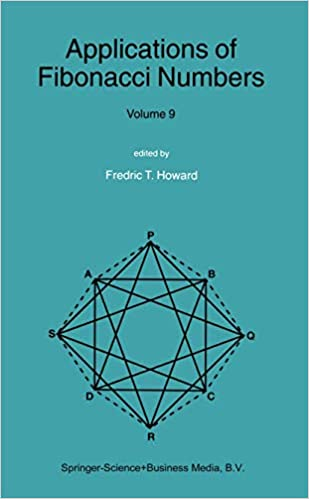 Applications of
Fibonacci Numbers
Volume 9
edited by
Fredric T. Howard
P
A
B
S
Q
D
C
R
Springer-Science+Business Media, B.V.